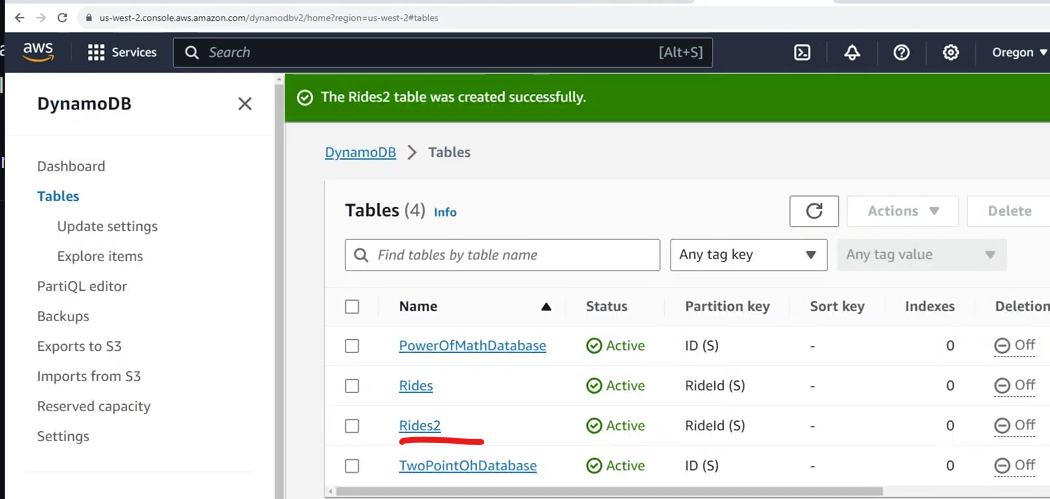 us-west-2.console.aws.amazon.com/dynamodbv2/home?region=us-west-2#tables
aws Services Search [Alt+S] Oregon
DynamoDB
The Rides2 table was created successfully.
Dashboard
Tables
Update settings
Explore items
PartiQL editor
Backups
Exports to S3
Imports from S3
Reserved capacity
Settings
DynamoDB > Tables
Tables (4) Info
Actions Delete
Find tables by table name Any tag key Any tag value
Name Status Partition key Sort key Indexes Deletion
PowerOfMathDatabase Active ID (S) - 0 Off
Rides Active RideId (S) - 0 Off
Rides2 Active RideId (S) - 0 Off
TwoPointOhDatabase Active ID (S) - 0 Off